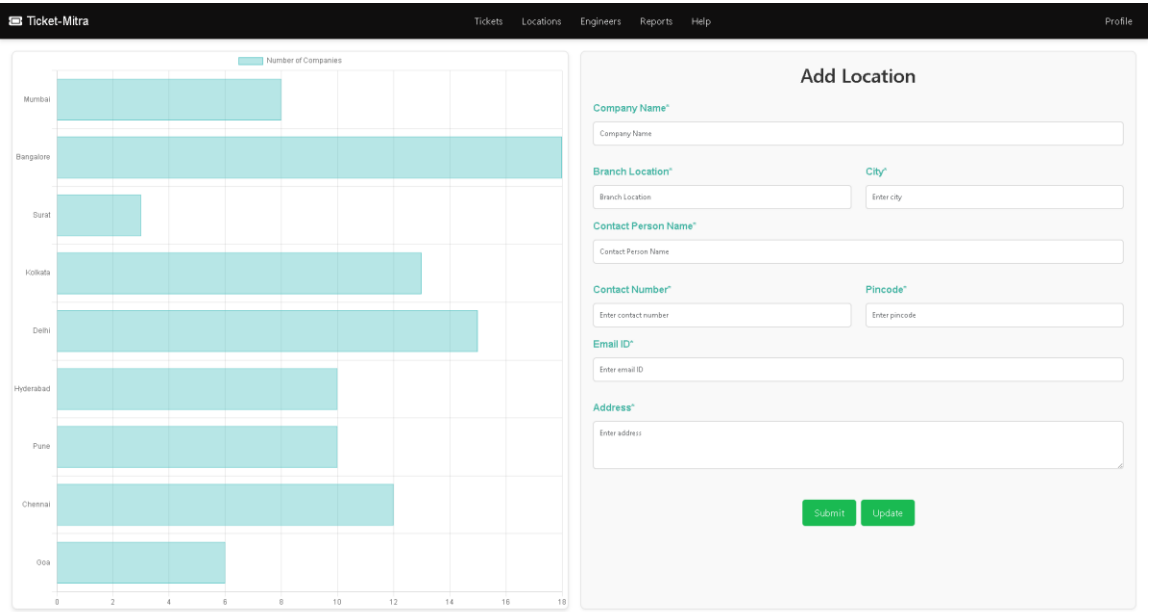 Ticket-Mitra
Tickets Locations Engineers Reports Help
Profile
Number of Companies
Mumbai
Bangalore
Surat
Kolkata
Delhi
Hyderabad
Pune
Chennai
Goa
0 2 4 6 8 10 12 14 16 18
Add Location
Company Name*
Company Name
Branch Location* City*
Branch Location Enter city
Contact Person Name*
Contact Person Name
Contact Number* Pincode*
Enter contact number Enter pincode
Email ID*
Enter email ID
Address*
Enter address
Submit Update